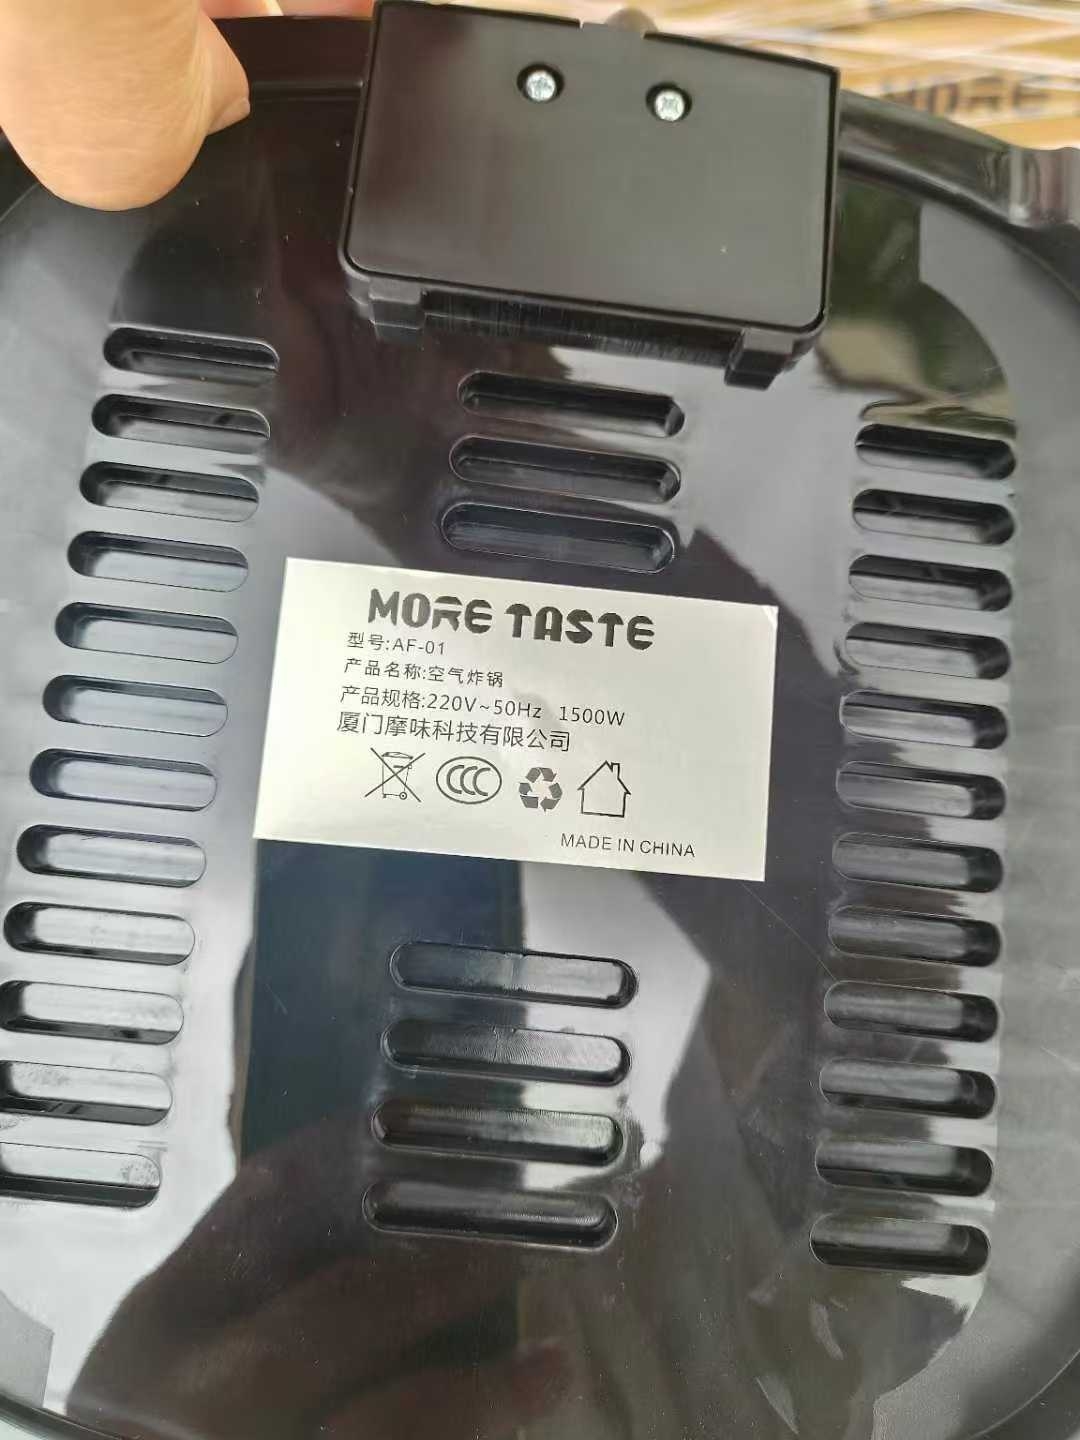 MORE TASTE
型号:AF-01
产品名称:空气炸锅
产品规格:220V~50Hz 1500W
厦门摩味科技有限公司
CCC
MADE IN CHINA